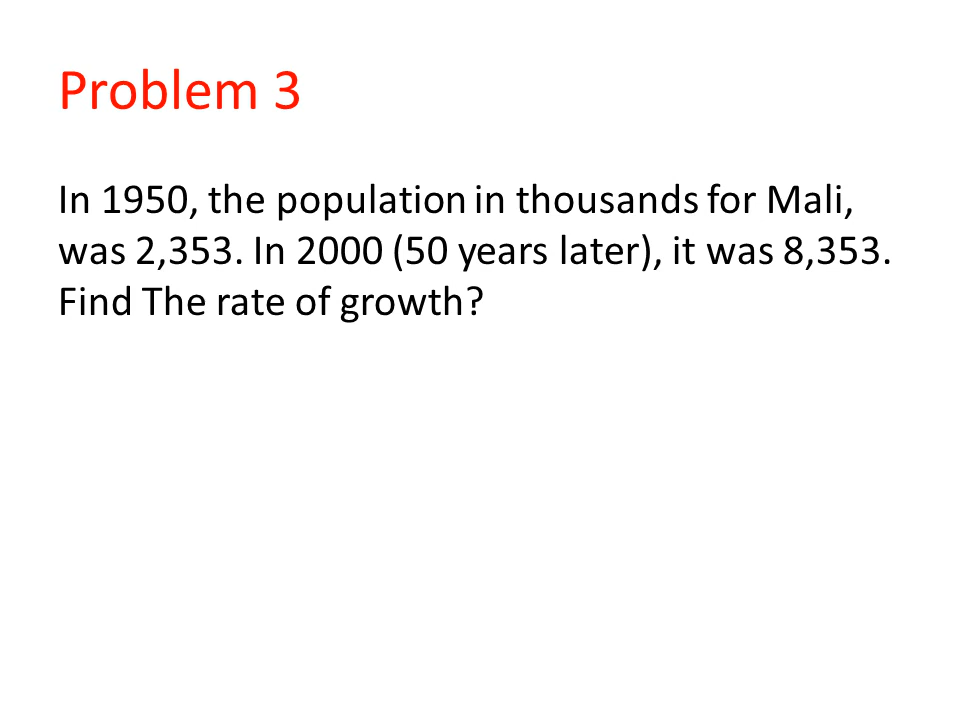 Problem 3
In 1950, the population in thousands for Mali,
was 2,353. In 2000 (50 years later), it was 8,353.
Find The rate of growth?